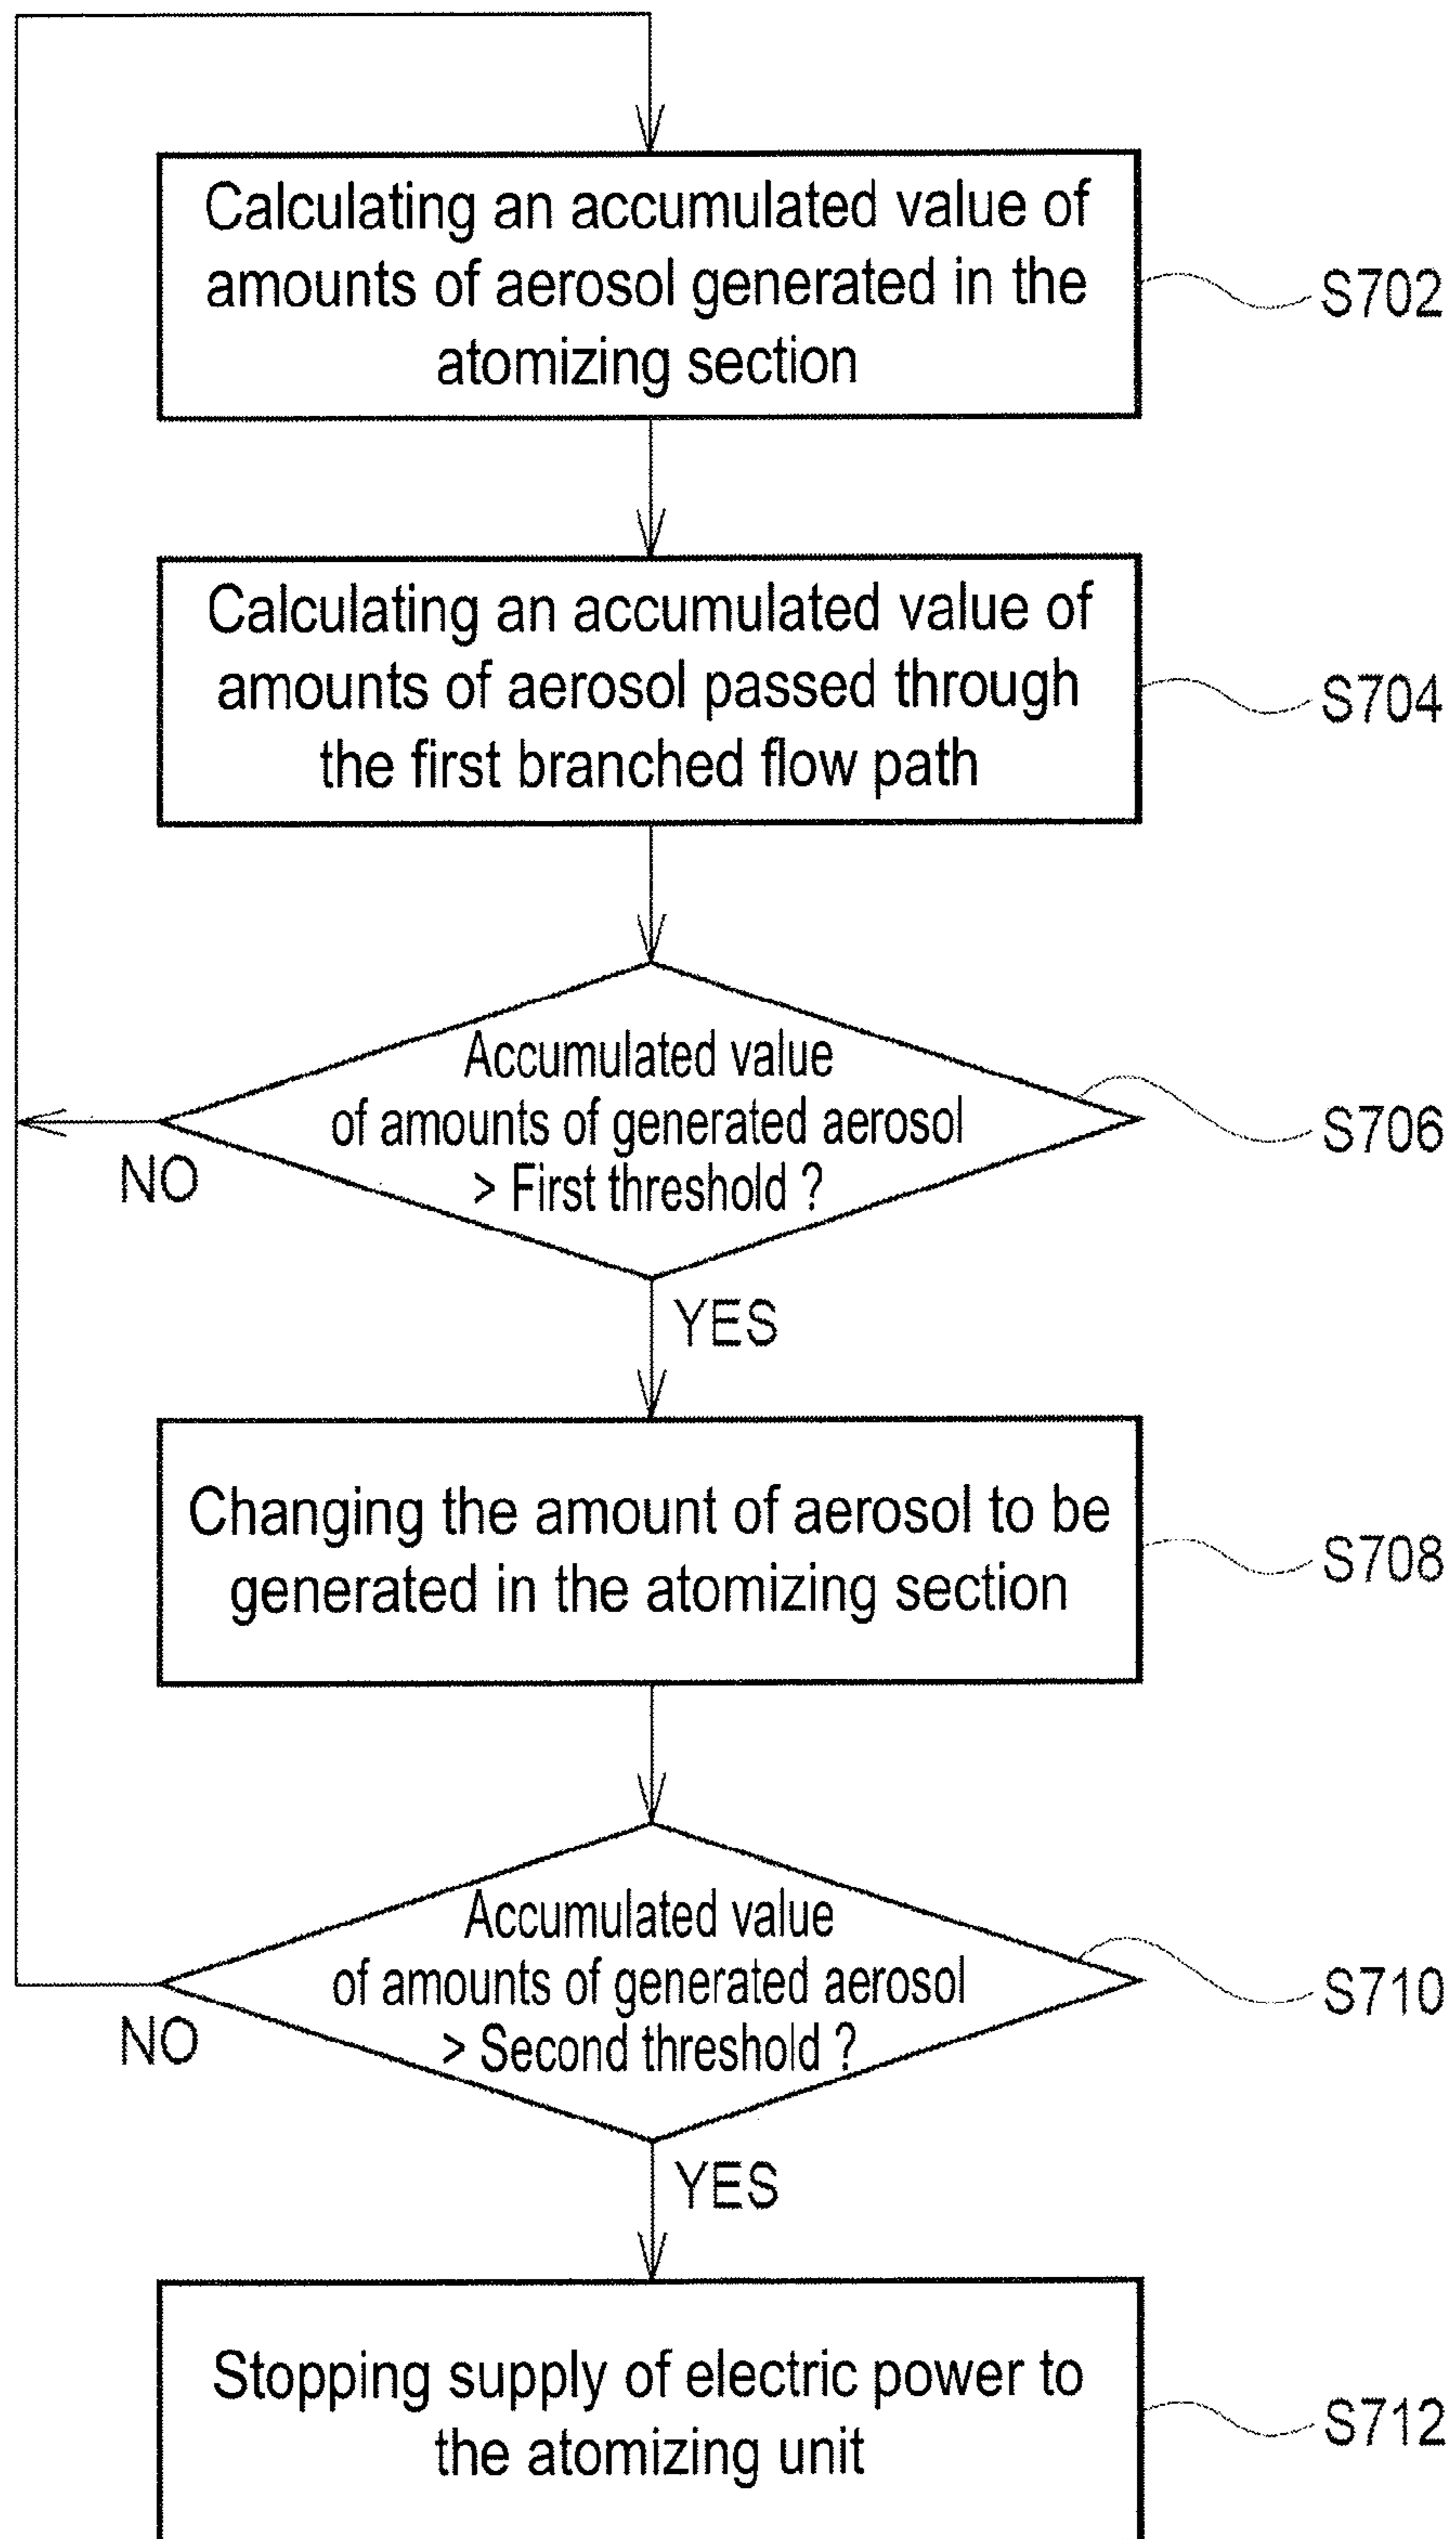 Calculating an accumulated value of
amounts of aerosol generated in the
atomizing section
S702
Calculating an accumulated value of
amounts of aerosol passed through
the first branched flow path
S704
Accumulated value
of amounts of generated aerosol
> First threshold ?
S706
NO
YES
Changing the amount of aerosol to be
generated in the atomizing section
S708
Accumulated value
of amounts of generated aerosol
> Second threshold ?
S710
NO
YES
Stopping supply of electric power to
the atomizing unit
S712